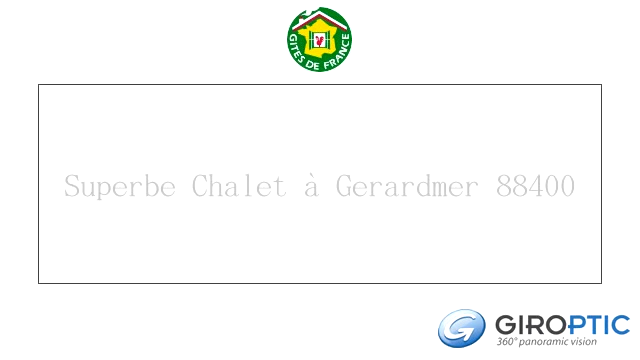 GITES DE FRANCE
Superbe Chalet à Gerardmer 88400
GIROPTIC
360° panoramic vision